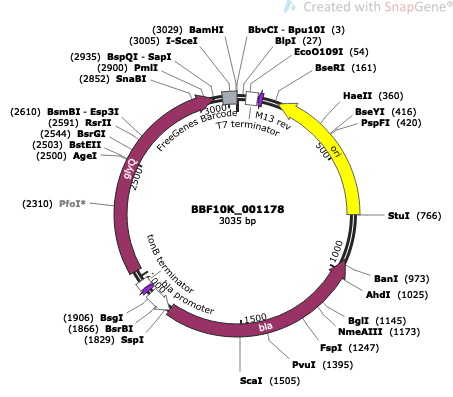 Created with SnapGene®
(3029) BamHI
BbvCI - Bpu10I (3)
(3005) I-SceI
BlpI (27)
(2935) BspQI - SapI
EcoO109I (54)
(2900) PmlI
BseRI (161)
(2852) SnaBI
HaeII (360)
BseYI (416)
PspFI (420)
(2610) BsmBI - Esp3I
(2591) RsrII
(2544) BsrGI
(2503) BstEII
(2500) AgeI
(2310) PfoI*
StuI (766)
BanI (973)
AhdI (1025)
BglI (1145)
NmeAIII (1173)
FspI (1247)
PvuI (1395)
ScaI (1505)
(1906) BsgI
(1866) BsrBI
(1829) SspI
FreeGenes Barcode
T7 terminator
M13 rev
ori
glyQ
tonB terminator
bla promoter
bla
500
1000
1500
2000
2500
3000
BBF10K_001178
3035 bp